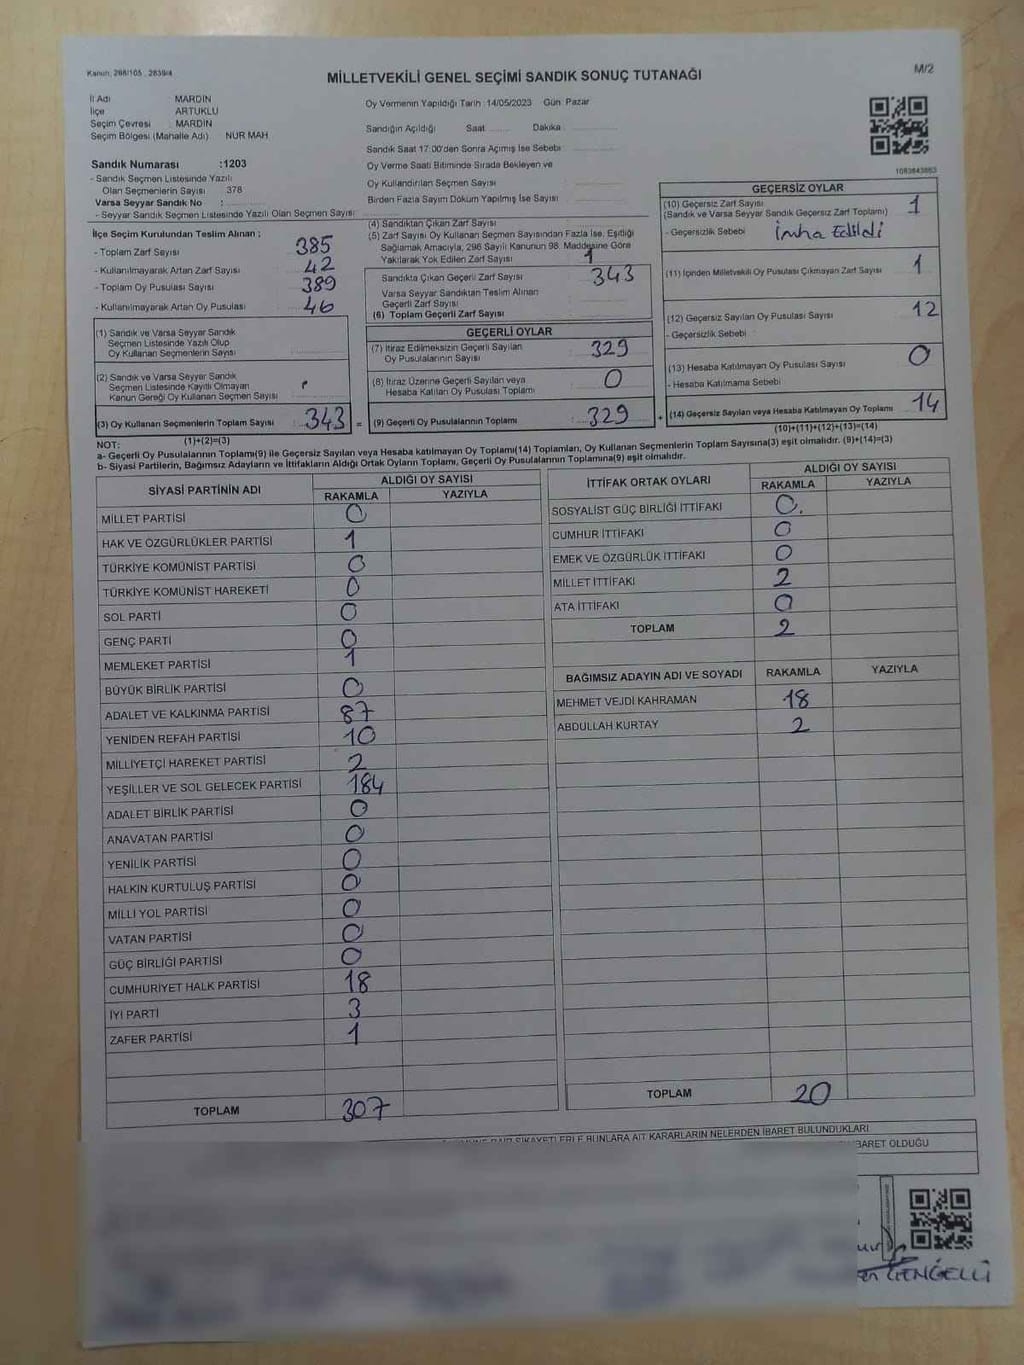 Kanun: 298/105 , 2839/4
MİLLETVEKİLİ GENEL SEÇİMİ SANDIK SONUÇ TUTANAĞI
M/2
İl Adı MARDİN
İlçe ARTUKLU
Seçim Çevresi : MARDİN
Seçim Bölgesi (Mahalle Adı) : NUR MAH
Oy Vermenin Yapıldığı Tarih : 14/05/2023 Gün: Pazar
Sandığın Açıldığı Saat Dakika
Sandık Saat 17:00'den Sonra Açımış İse Sebebi
Oy Verme Saati Bitiminde Sırada Bekleyen ve
Oy Kullandırılan Seçmen Sayısı
Birden Fazla Sayım Döküm Yapılmış İse Sayısı
Sandık Numarası :1203
- Sandık Seçmen Listesinde Yazılı
Olan Seçmenlerin Sayısı 378
Varsa Seyyar Sandık No :
- Seyyar Sandık Seçmen Listesinde Yazılı Olan Seçmen Sayısı
İlçe Seçim Kurulundan Teslim Alınan :
- Toplam Zarf Sayısı 385
- Kullanılmayarak Artan Zarf Sayısı 42
- Toplam Oy Pusulası Sayısı 389
- Kullanılmayarak Artan Oy Pusulası 46
(1) Sandık ve Varsa Seyyar Sandık
Seçmen Listesinde Yazılı Olup
Oy Kullanan Seçmenlerin Sayısı
(2) Sandık ve Varsa Seyyar Sandık
Seçmen Listesinde Kayıtlı Olmayan
Kanun Gereği Oy Kullanan Seçmen Sayısı
(3) Oy Kullanan Seçmenlerin Toplam Sayısı 343 =
(1)+(2)=(3)
(4) Sandıktan Çıkan Zarf Sayısı
(5) Zarf Sayısı Oy Kullanan Seçmen Sayısından Fazla İse, Eşitliği
Sağlamak Amacıyla, 298 Sayılı Kanunun 98. Maddesine Göre
Yakılarak Yok Edilen Zarf Sayısı 1
Sandıkta Çıkan Geçerli Zarf Sayısı 343
Varsa Seyyar Sandıktan Teslim Alınan
Geçerli Zarf Sayısı
(6) Toplam Geçerli Zarf Sayısı
GEÇERLİ OYLAR
(7) İtiraz Edilmeksizin Geçerli Sayılan
Oy Pusulalarının Sayısı 329
(8) İtiraz Üzerine Geçerli Sayılan veya
Hesaba Katılan Oy Pusulaları Toplamı 0
(9) Geçerli Oy Pusulalarının Toplamı 329 +
1083843853
GEÇERSİZ OYLAR
(10) Geçersiz Zarf Sayısı 1
(Sandık ve Varsa Seyyar Sandık Geçersiz Zarf Toplamı)
- Geçersizlik Sebebi imha Edildi
(11) İçinden Milletvekili Oy Pusulası Çıkmayan Zarf Sayısı 1
(12) Geçersiz Sayılan Oy Pusulası Sayısı 12
- Geçersizlik Sebebi
(13) Hesaba Katılmayan Oy Pusulası Sayısı 0
- Hesaba Katılmama Sebebi
(14) Geçersiz Sayılan veya Hesaba Katılmayan Oy Toplamı 14
(10)+(11)+(12)+(13)=(14)
NOT:
a- Geçerli Oy Pusulalarının Toplamı(9) ile Geçersiz Sayılan veya Hesaba katılmayan Oy Toplamı(14) Toplamları, Oy Kullanan Seçmenlerin Toplam Sayısına(3) eşit olmalıdır. (9)+(14)=(3)
b- Siyasi Partilerin, Bağımsız Adayların ve İttifakların Aldığı Ortak Oyların Toplamı, Geçerli Oy Pusulalarının Toplamına(9) eşit olmalıdır.
SİYASİ PARTİNİN ADI ALDIĞI OY SAYISI
RAKAMLA YAZIYLA
MİLLET PARTİSİ 0
HAK VE ÖZGÜRLÜKLER PARTİSİ 1
TÜRKİYE KOMÜNİST PARTİSİ 0
TÜRKİYE KOMÜNİST HAREKETİ 0
SOL PARTİ 0
GENÇ PARTİ 0
MEMLEKET PARTİSİ 1
BÜYÜK BİRLİK PARTİSİ 0
ADALET VE KALKINMA PARTİSİ 87
YENİDEN REFAH PARTİSİ 10
MİLLİYETÇİ HAREKET PARTİSİ 2
YEŞİLLER VE SOL GELECEK PARTİSİ 184
ADALET BİRLİK PARTİSİ 0
ANAVATAN PARTİSİ 0
YENİLİK PARTİSİ 0
HALKIN KURTULUŞ PARTİSİ 0
MİLLİ YOL PARTİSİ 0
VATAN PARTİSİ 0
GÜÇ BİRLİĞİ PARTİSİ 0
CUMHURİYET HALK PARTİSİ 18
İYİ PARTİ 3
ZAFER PARTİSİ 1
TOPLAM 307
İTTİFAK ORTAK OYLARI ALDIĞI OY SAYISI
RAKAMLA YAZIYLA
SOSYALİST GÜÇ BİRLİĞİ İTTİFAKI 0.
CUMHUR İTTİFAKI 0
EMEK VE ÖZGÜRLÜK İTTİFAKI 0
MİLLET İTTİFAKI 2
ATA İTTİFAKI 0
TOPLAM 2
BAĞIMSIZ ADAYIN ADI VE SOYADI RAKAMLA YAZIYLA
MEHMET VEJDİ KAHRAMAN 18
ABDULLAH KURTAY 2
TOPLAM 20
ŞİKAYETLERLE BUNLARA AİT KARARLARIN NELERDEN İBARET BULUNDUKLARI
İBARET OLDUĞU
GENGELLİ